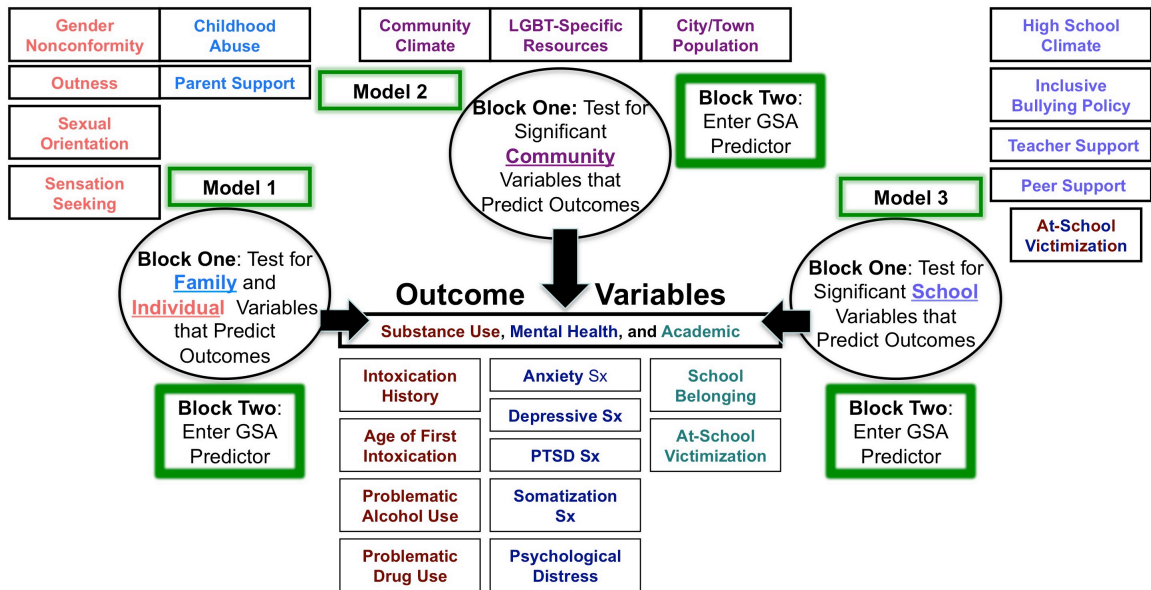 Gender
Nonconformity
Childhood
Abuse
Outness
Parent Support
Sexual
Orientation
Sensation
Seeking
Model 1
Block One: Test for
Family and
Individual Variables
that Predict
Outcomes
Block Two:
Enter GSA
Predictor
Community
Climate
LGBT-Specific
Resources
City/Town
Population
Model 2
Block One: Test for
Significant
Community
Variables that
Predict Outcomes
Block Two:
Enter GSA
Predictor
High School
Climate
Inclusive
Bullying Policy
Teacher Support
Peer Support
At-School
Victimization
Model 3
Block One: Test for
Significant School
Variables that
Predict Outcomes
Block Two:
Enter GSA
Predictor
Outcome Variables
Substance Use, Mental Health, and Academic
Intoxication
History
Age of First
Intoxication
Problematic
Alcohol Use
Problematic
Drug Use
Anxiety Sx
Depressive Sx
PTSD Sx
Somatization
Sx
Psychological
Distress
School
Belonging
At-School
Victimization